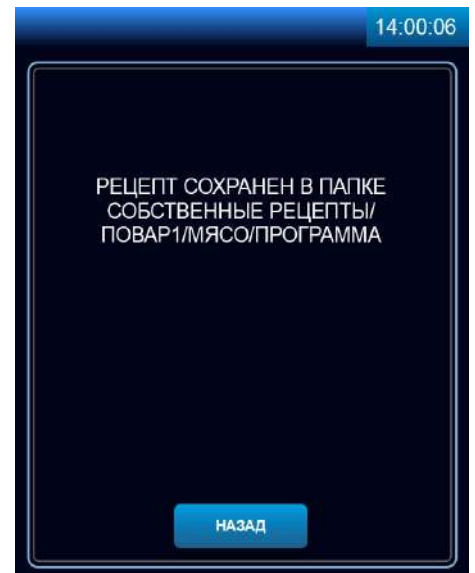 14:00:06
РЕЦЕПТ СОХРАНЕН В ПАПКЕ
СОБСТВЕННЫЕ РЕЦЕПТЫ/
ПОВАР1/МЯСО/ПРОГРАММА
НАЗАД